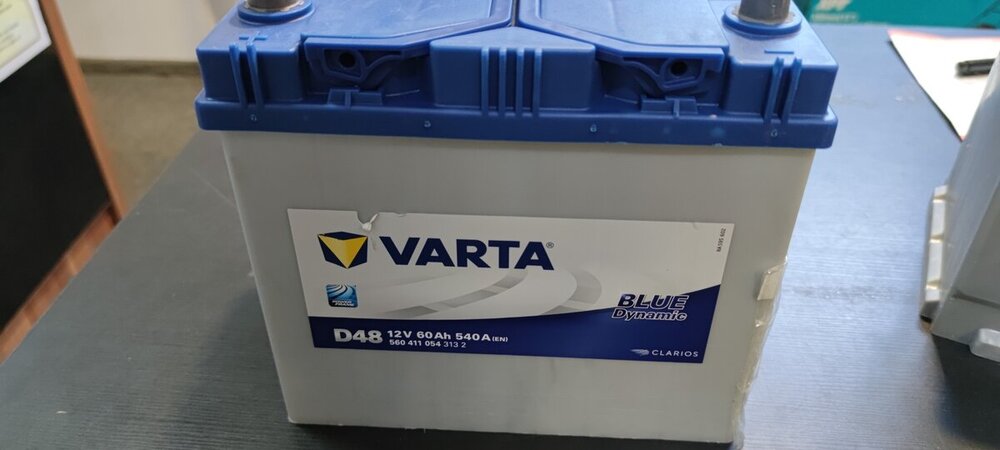 VARTA®
BLUE
Dynamic
D48 12V 60Ah 540A (EN)
560 411 054 313 2
CLARIOS